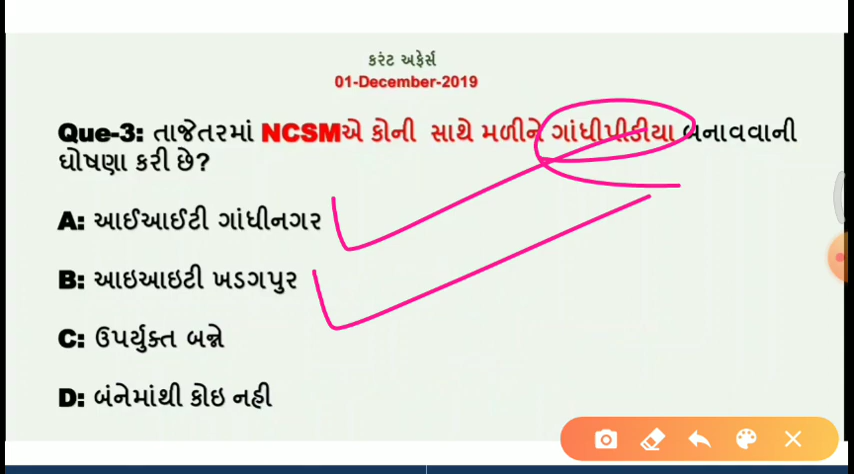 કરંટ અફેર્સ
01-December-2019
Que-3: તાજેતરમાં NCSMએ કોની સાથે મળીને ગાંધીપીડીયા બનાવવાની
ઘોષણા કરી છે?
A: આઈઆઈટી ગાંધીનગર
B: આઇઆઇટી ખડગપુર
C: ઉપર્યુક્ત બન્ને
D: બંનેમાંથી કોઇ નહી